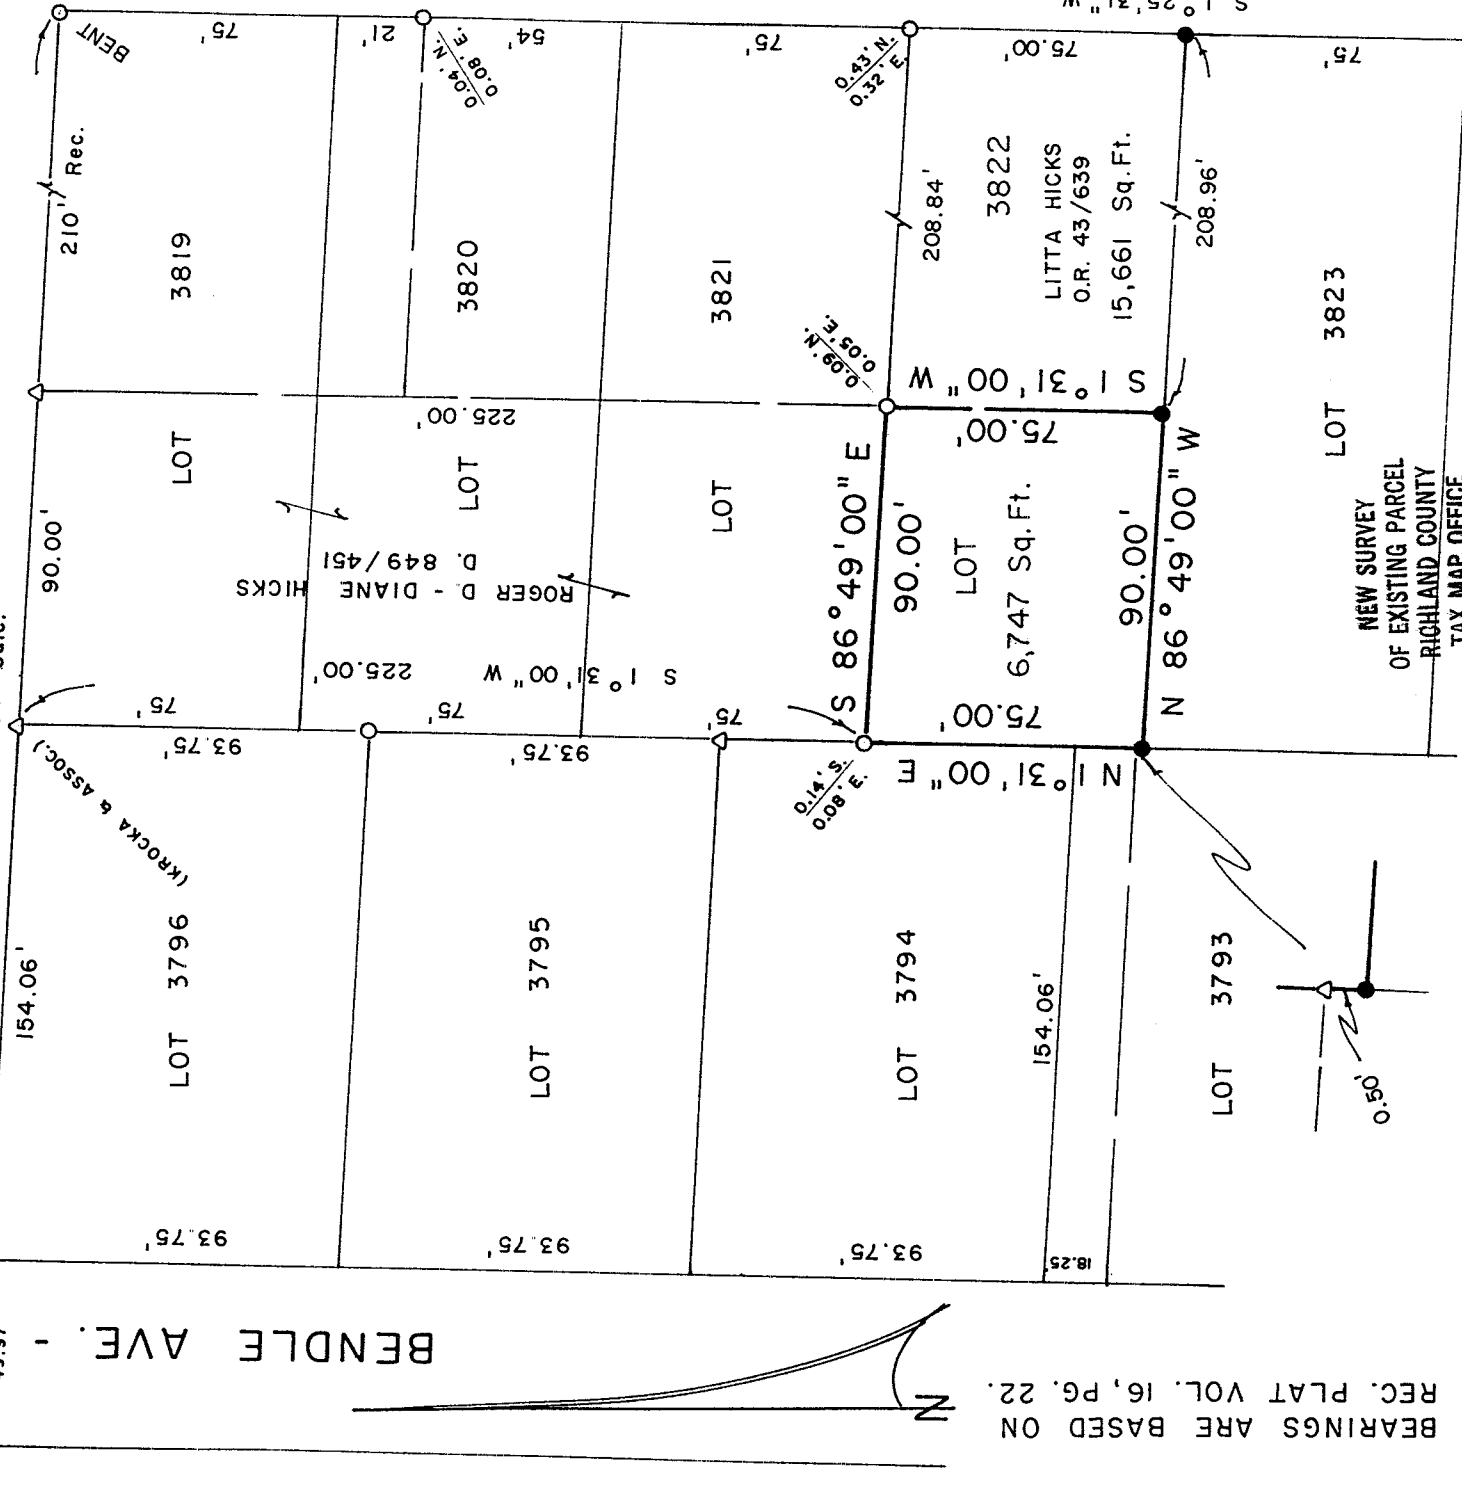 S 1° 25' 31" W
BENT
75'
21'
0.04' N.
0.08' E.
54'
75'
0.43' N.
0.32' E.
75.00'
75'
210' Rec.
3819
3820
3821
208.84'
3822
LITTA HICKS
O.R. 43/639
15,661 Sq. Ft.
208.96'
3823
0.09' N.
0.05' E.
S 1° 31' 00" W
225.00'
75.00'
90.00'
LOT
LOT
LOT
LOT
LOT
ROGER D. - DIANE HICKS
D. 849/451
S 1° 31' 00" W
225.00'
S 86° 49' 00" E
90.00'
6,747 Sq. Ft.
90.00'
N 86° 49' 00" W
NEW SURVEY
OF EXISTING PARCEL
RICHLAND COUNTY
TAX MAP OFFICE
75'
75'
75'
75.00'
93.75'
93.75'
(KROCKA & ASSOC.)
0.14' S.
0.08' E.
N 1° 31' 00" E
154.06'
LOT 3796
LOT 3795
LOT 3794
154.06'
LOT 3793
0.50'
93.75'
93.75'
93.75'
18.25'
BENDLE AVE. -
N
BEARINGS ARE BASED ON
REC. PLAT VOL. 16, PG. 22.